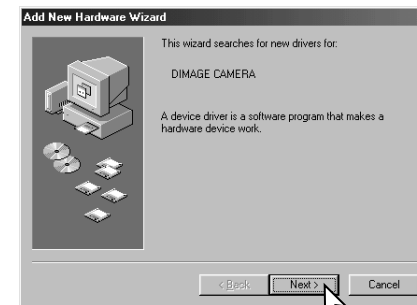 Add New Hardware Wizard
This wizard searches for new drivers for:
DIMAGE CAMERA
A device driver is a software program that makes a
hardware device work.
< Back
Next >
Cancel